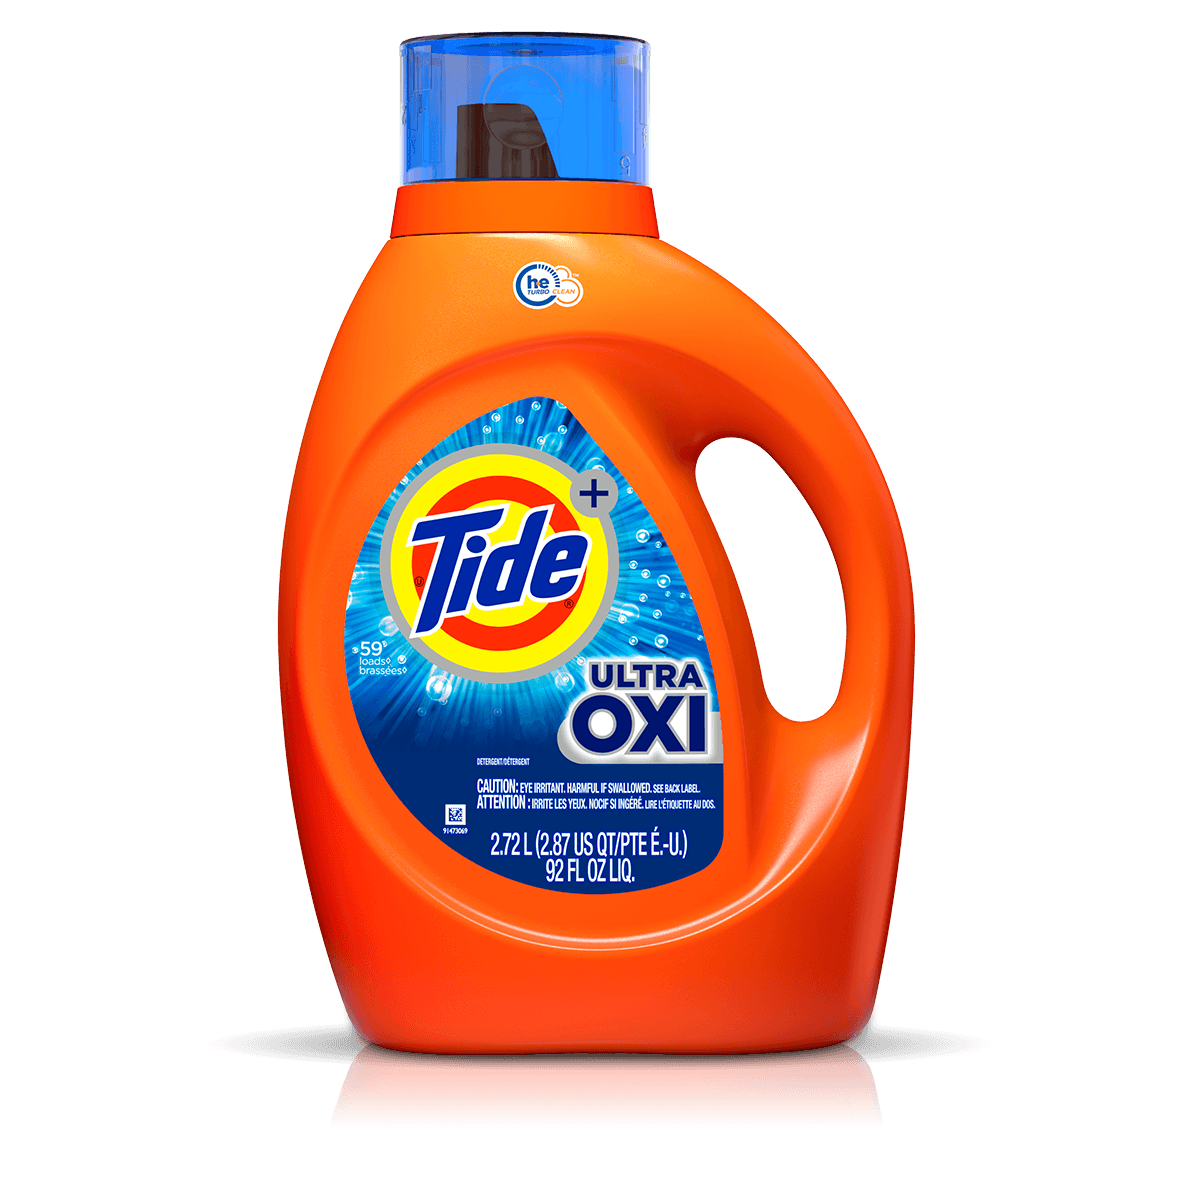 he
TURBO CLEAN™
+
Tide®
59◊
loads◊
brassées◊
ULTRA
OXI
DETERGENT/DÉTERGENT
CAUTION: EYE IRRITANT. HARMFUL IF SWALLOWED. SEE BACK LABEL.
ATTENTION : IRRITE LES YEUX. NOCIF SI INGÉRÉ. LIRE L'ÉTIQUETTE AU DOS.
91473069
2.72 L (2.87 US QT/PTE É.-U.)
92 FL OZ LIQ.